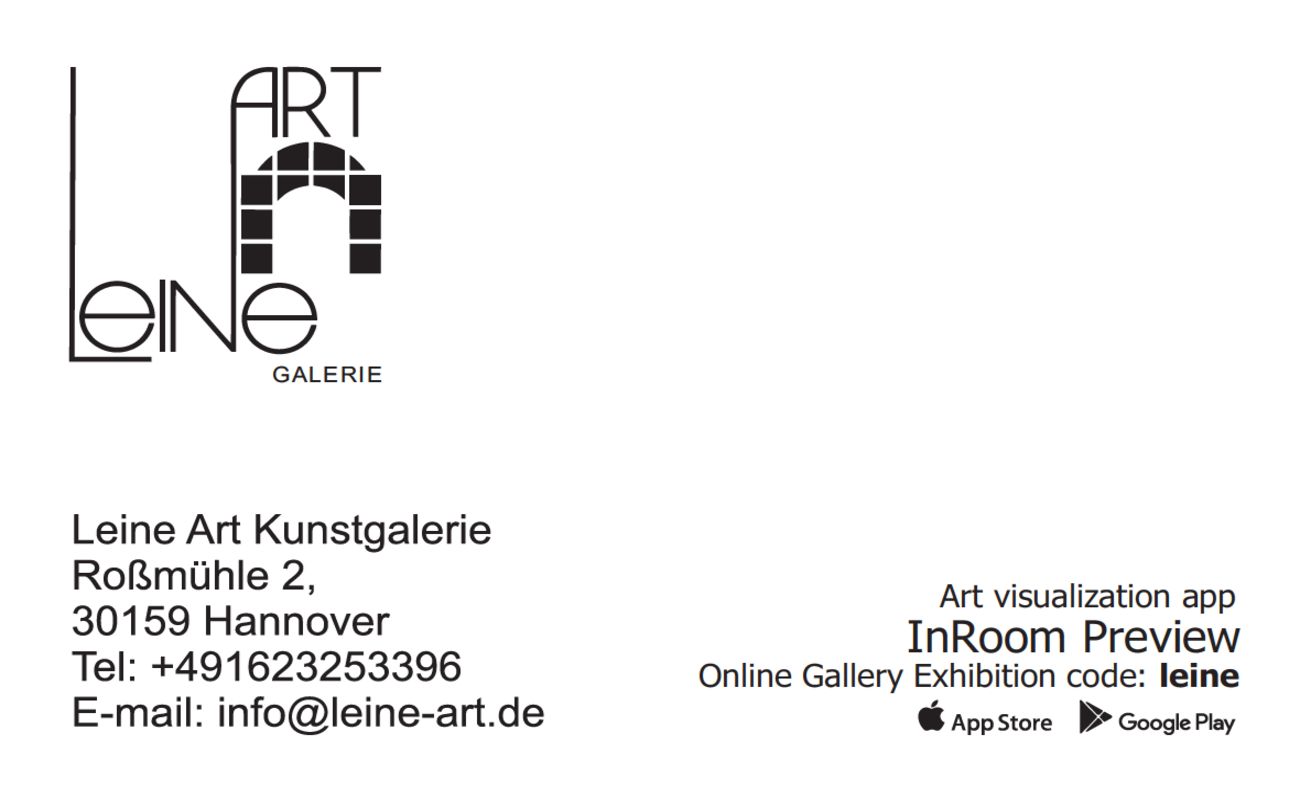 ART
LeINe
GALERIE
Leine Art Kunstgalerie
Roßmühle 2,
30159 Hannover
Tel: +491623253396
E-mail: info@leine-art.de
Art visualization app
InRoom Preview
Online Gallery Exhibition code: leine
App Store Google Play